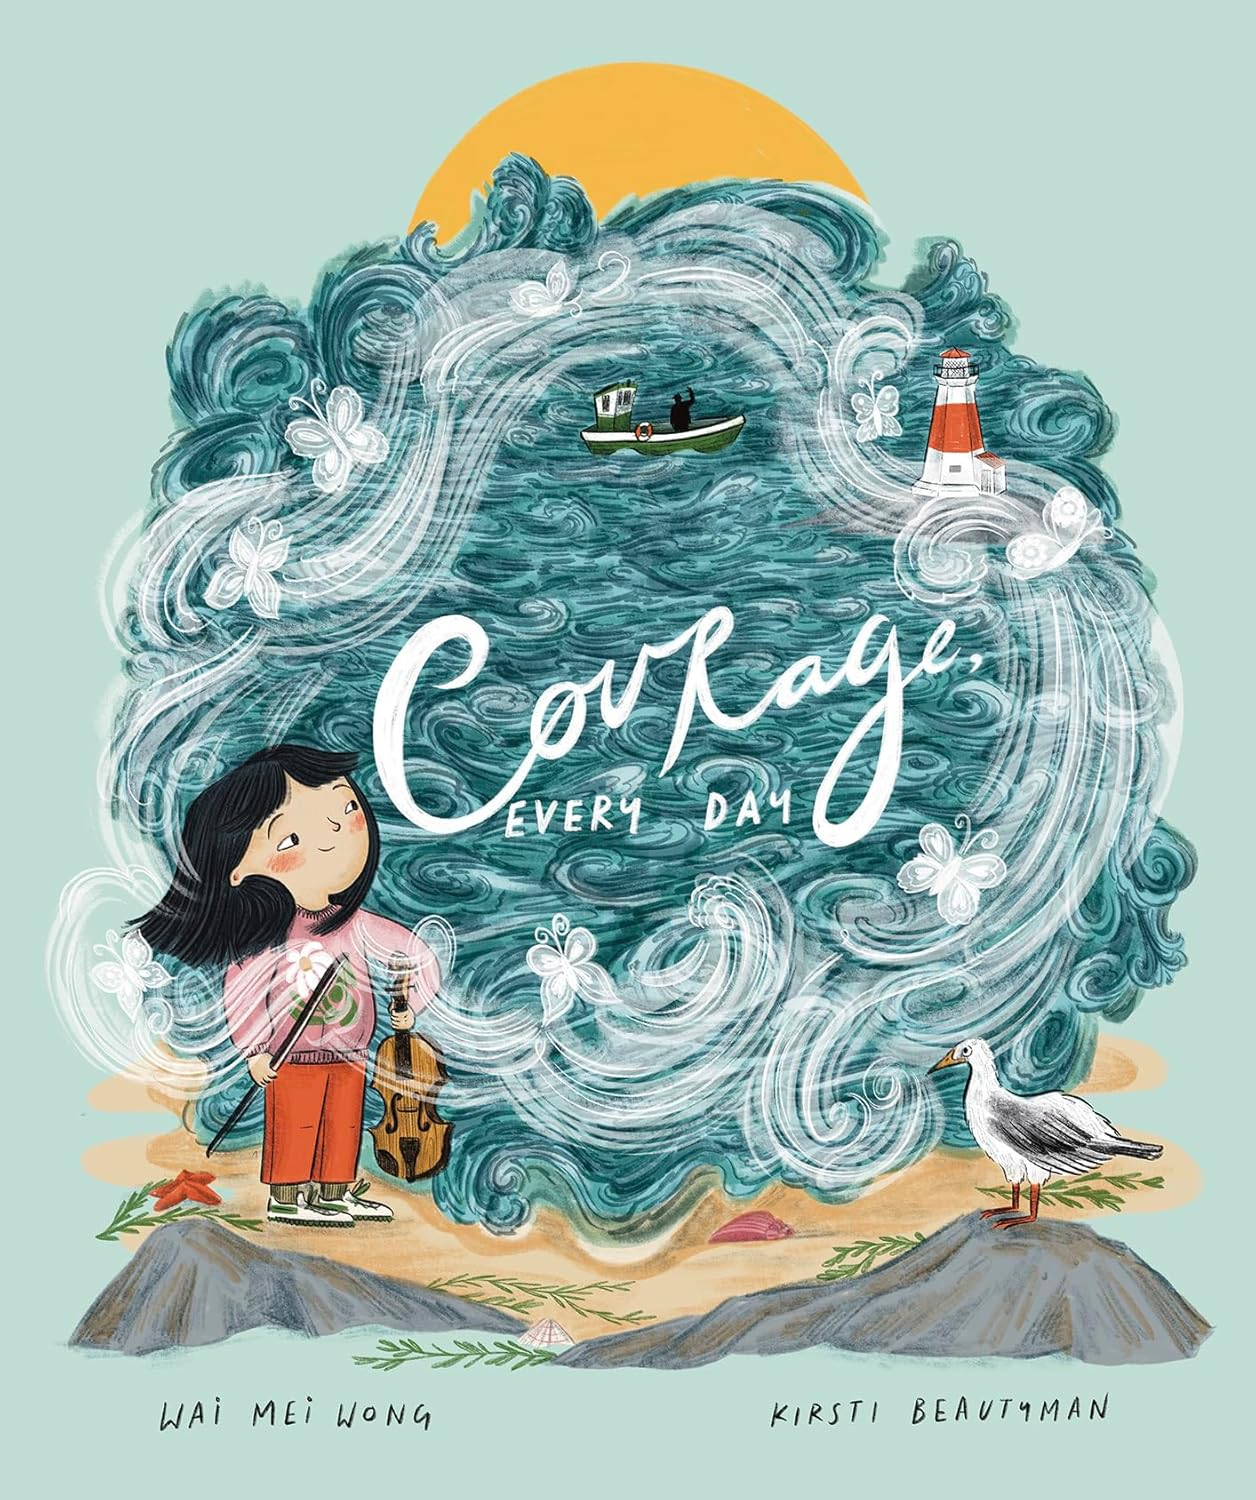 Courage,
EVERY DAY
WAI MEI WONG
KIRSTI BEAUTYMAN